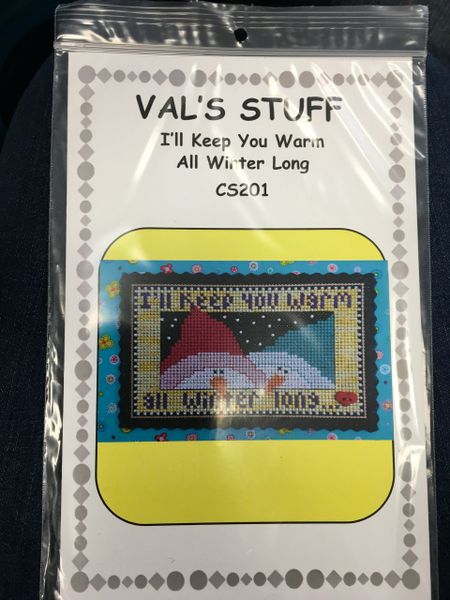 VAL'S STUFF
I'll Keep You Warm
All Winter Long
CS201
I'll keep you warm
all winter long...